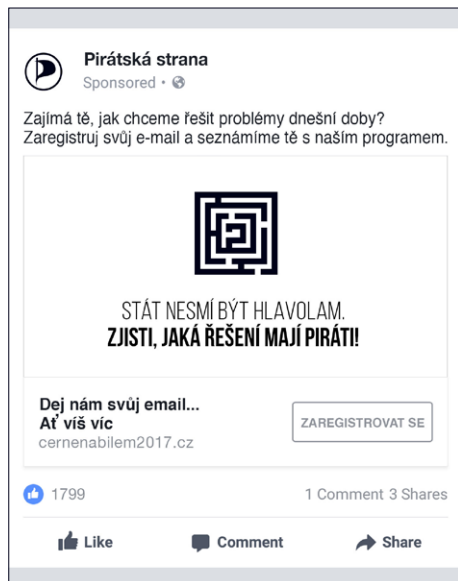 Pirátská strana
Sponsored •
Zajímá tě, jak chceme řešit problémy dnešní doby?
Zaregistruj svůj e-mail a seznámíme tě s naším programem.
STÁT NESMÍ BÝT HLAVOLAM.
ZJISTI, JAKÁ ŘEŠENÍ MAJÍ PIRÁTI!
Dej nám svůj email...
Ať víš víc
cernenabilem2017.cz
ZAREGISTROVAT SE
1799
1 Comment 3 Shares
Like
Comment
Share